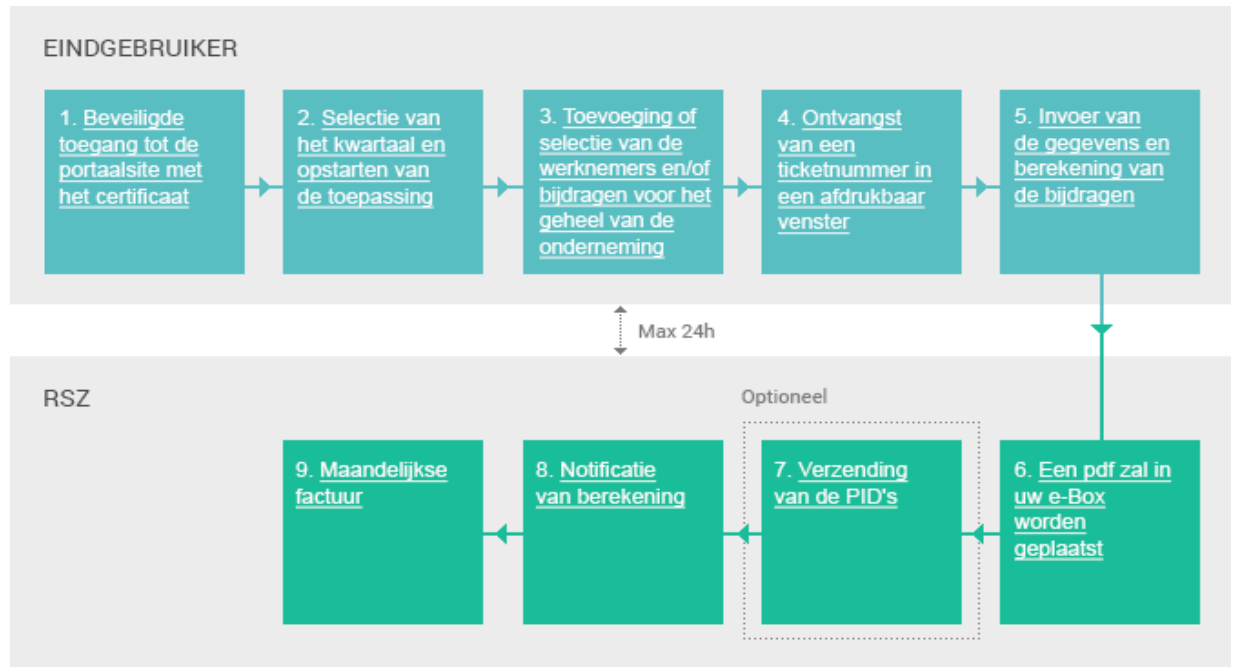 EINDGEBRUIKER
1. Beveiligde
toegang tot de
portaalsite met
het certificaat
2. Selectie van
het kwartaal en
opstarten van
de toepassing
3. Toevoeging of
selectie van de
werknemers en/of
bijdragen voor het
geheel van de
onderneming
4. Ontvangst
van een
ticketnummer in
een afdrukbaar
venster
5. Invoer van
de gegevens en
berekening van
de bijdragen
Max 24h
RSZ
Optioneel
6. Een pdf zal in
uw e-Box
worden
geplaatst
7. Verzending
van de PID's
8. Notificatie
van berekening
9. Maandelijkse
factuur